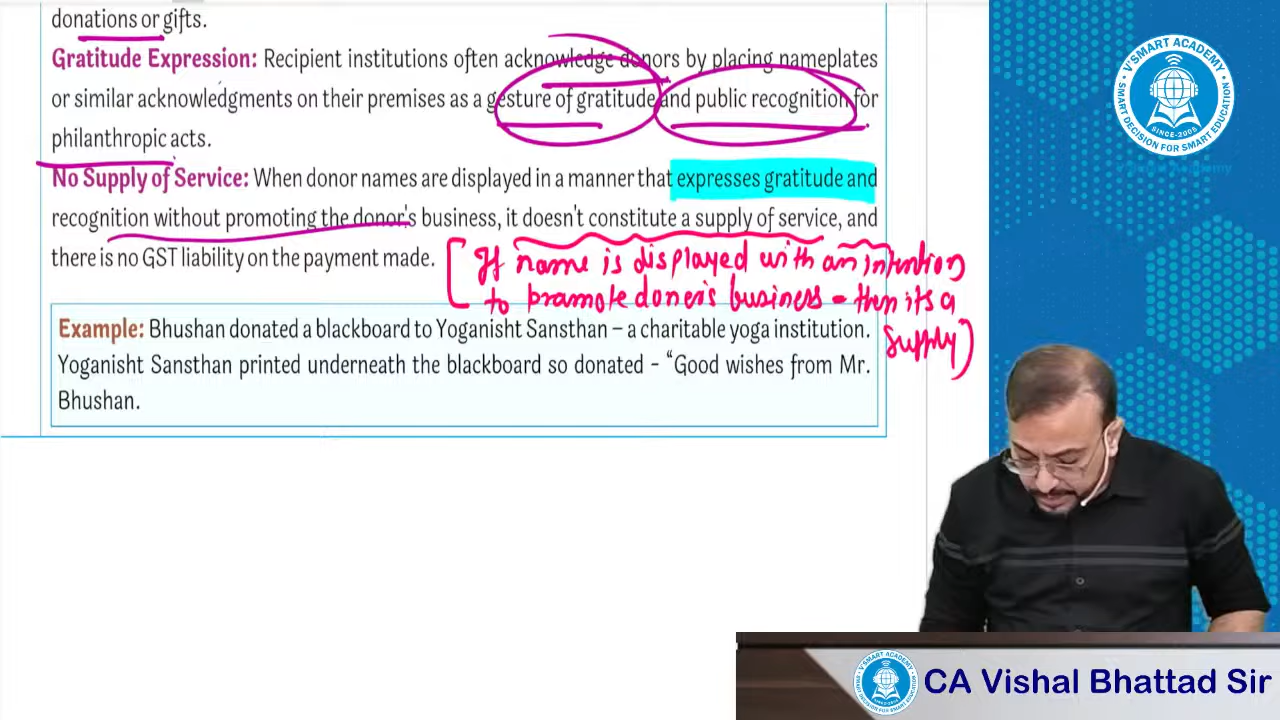 donations or gifts.
Gratitude Expression: Recipient institutions often acknowledge donors by placing nameplates
or similar acknowledgments on their premises as a gesture of gratitude and public recognition for
philanthropic acts.
No Supply of Service: When donor names are displayed in a manner that expresses gratitude and
recognition without promoting the donor's business, it doesn't constitute a supply of service, and
there is no GST liability on the payment made.
[If name is displayed with an intention
to promote doner's business - then its a
supply)
Example: Bhushan donated a blackboard to Yoganisht Sansthan – a charitable yoga institution.
Yoganisht Sansthan printed underneath the blackboard so donated - “Good wishes from Mr.
Bhushan.
V'SMART ACADEMY
SINCE-2005
SMART DECISION FOR SMART EDUCATION
V'SMART ACADEMY
CA Vishal Bhattad Sir